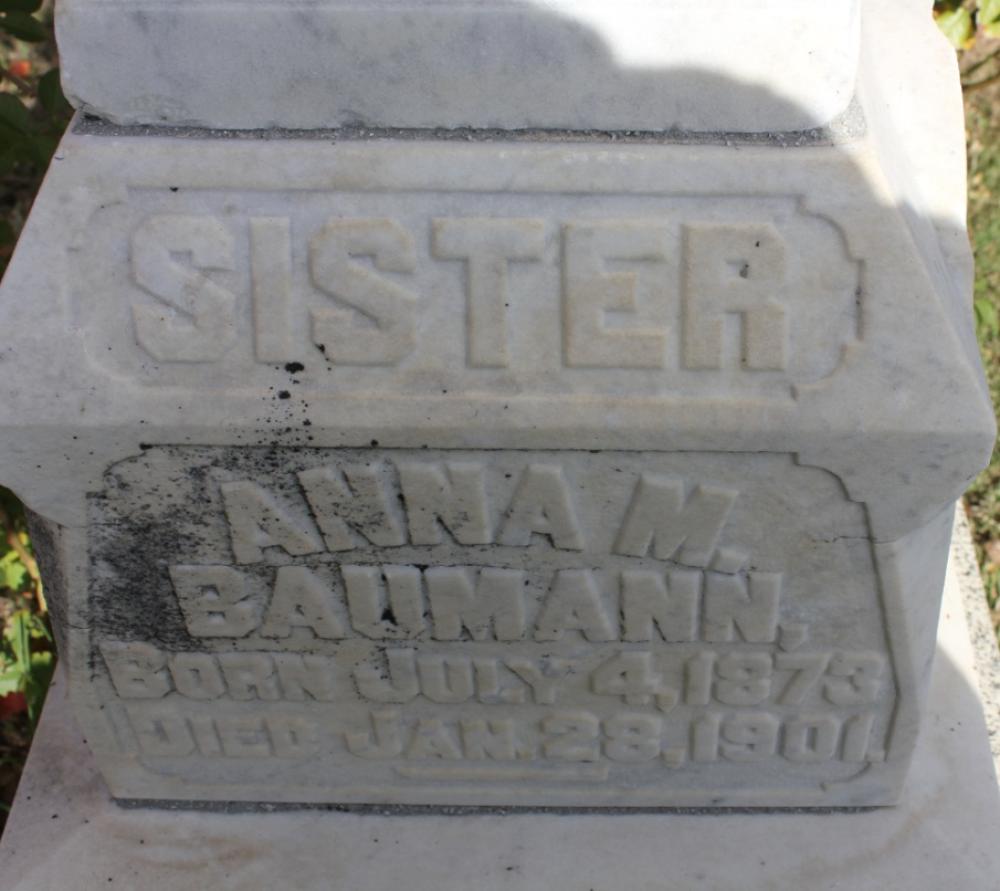 SISTER
ANNA M.
BAUMANN,
BORN JULY 4, 1873
DIED JAN. 28, 1901.